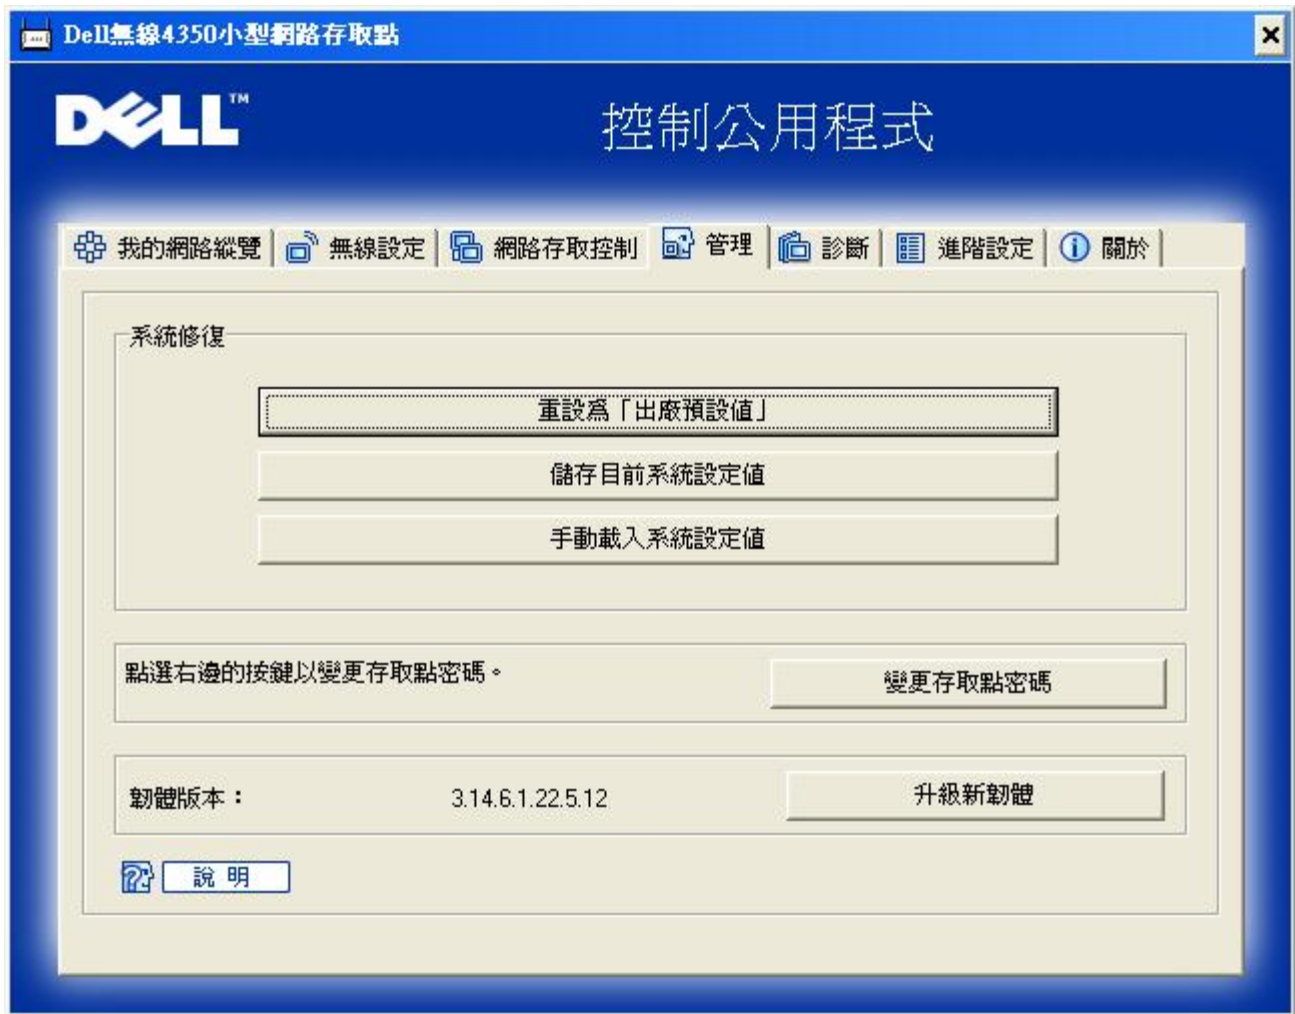 Dell無線4350小型網路存取點
DELL™
控制公用程式
我的網路縱覽 無線設定 網路存取控制 管理 診斷 進階設定 關於
系統修復
重設為「出廠預設值」
儲存目前系統設定值
手動載入系統設定值
點選右邊的按鍵以變更存取點密碼。
變更存取點密碼
韌體版本：
3.14.6.1.22.5.12
升級新韌體
說 明